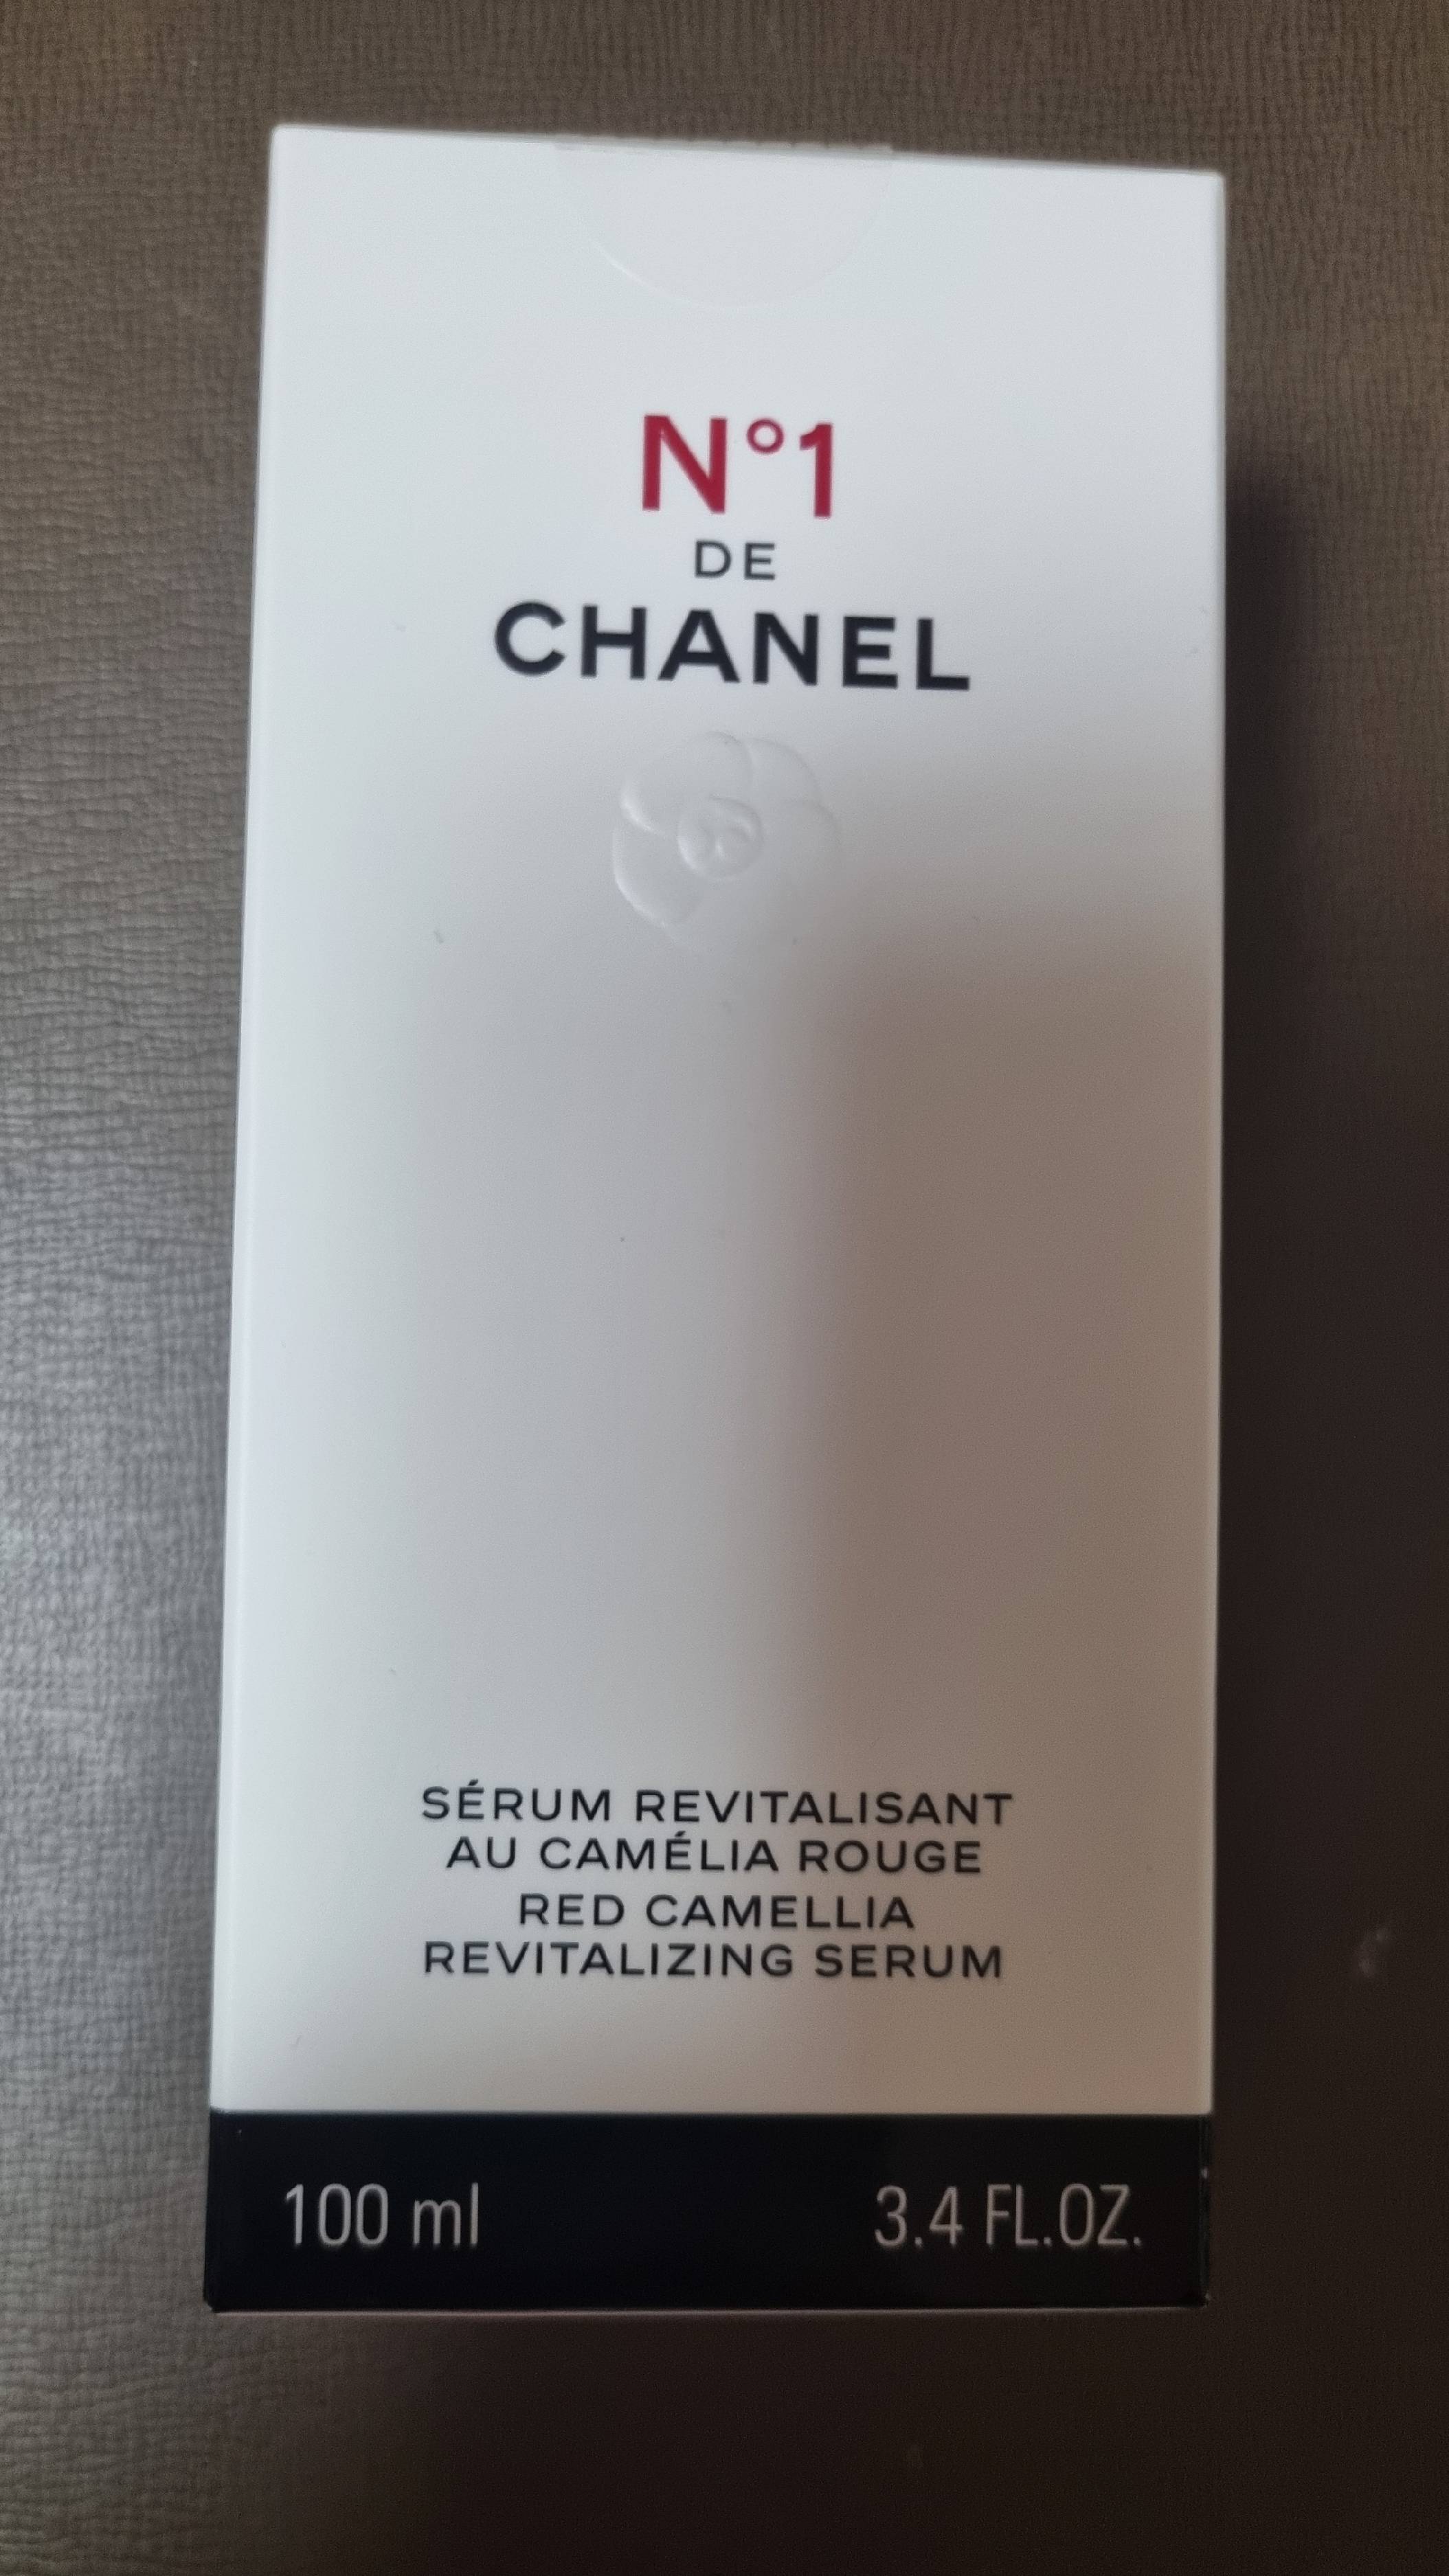 N°1
DE
CHANEL
SÉRUM REVITALISANT
AU CAMÉLIA ROUGE
RED CAMELLIA
REVITALIZING SERUM
100 ml 3.4 FL.OZ.